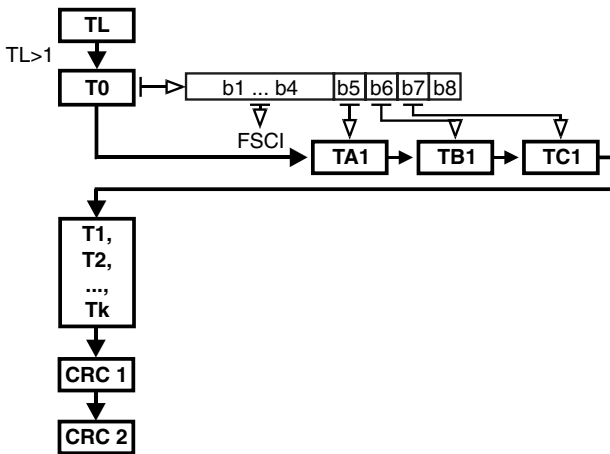 TL
TL>1
T0
b1 ... b4 b5 b6 b7 b8
FSCI
TA1 TB1 TC1
T1,
T2,
...,
Tk
CRC 1
CRC 2